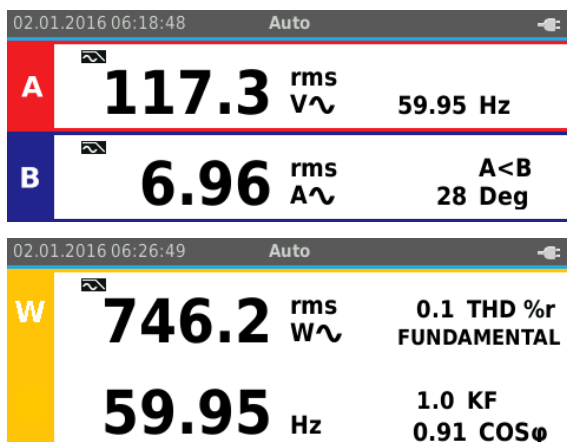 02.01.2016 06:18:48 Auto
A 117.3 rms V∿ 59.95 Hz
B 6.96 rms A∿ A<B 28 Deg
02.01.2016 06:26:49 Auto
W 746.2 rms W∿ 0.1 THD %r FUNDAMENTAL
59.95 Hz 1.0 KF 0.91 COSφ